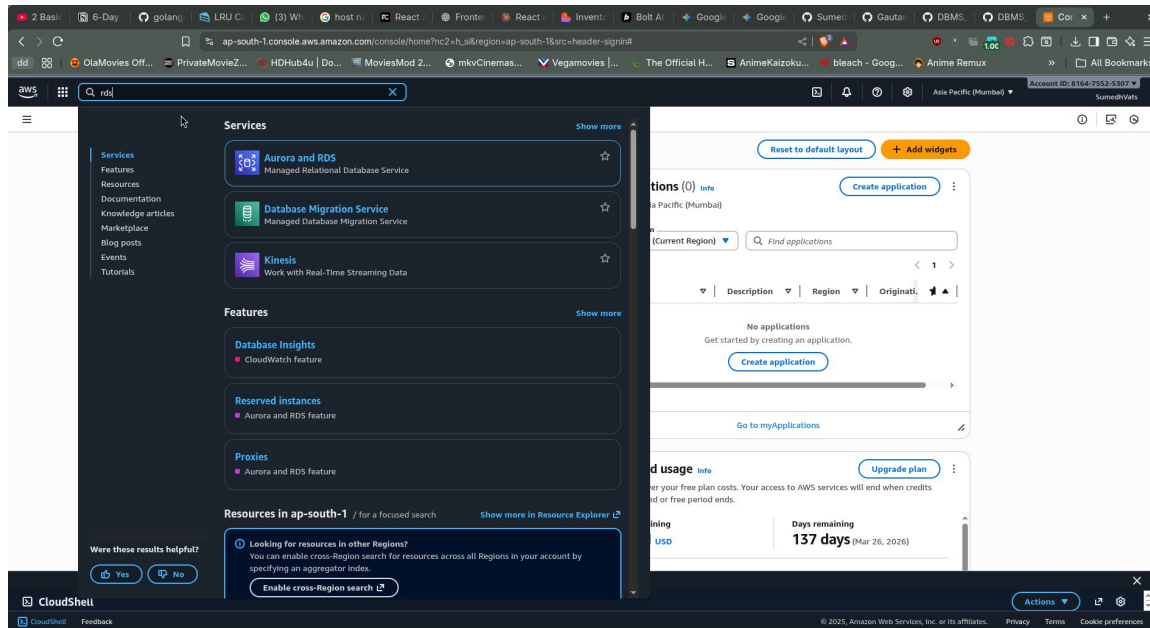 2 Basic
6-Day
golang
LRU Ca
(3) Wh
host na
React /
Fronte
React
Invento
Bolt AI
Google
Google
Sumed
Gautar
DBMS_
DBMS_
Cor
ap-south-1.console.aws.amazon.com/console/home?nc2=h_si&region=ap-south-1&src=header-signin#
1.00
dd
OlaMovies Off...
PrivateMovieZ...
HDHub4u | Do...
MoviesMod 2...
mkvCinemas...
Vegamovies |...
The Official H...
AnimeKaizoku...
bleach - Goog...
Anime Remux
»
All Bookmarks
aws
rds
Asia Pacific (Mumbai)
Account ID: 8164-7552-5307
SumedhVats
Services
Features
Resources
Documentation
Knowledge articles
Marketplace
Blog posts
Events
Tutorials
Were these results helpful?
Yes
No
Services
Show more
Aurora and RDS
Managed Relational Database Service
Database Migration Service
Managed Database Migration Service
Kinesis
Work with Real-Time Streaming Data
Features
Show more
Database Insights
CloudWatch feature
Reserved instances
Aurora and RDS feature
Proxies
Aurora and RDS feature
Resources in ap-south-1 / for a focused search
Show more in Resource Explorer
Looking for resources in other Regions?
You can enable cross-Region search for resources across all Regions in your account by
specifying an aggregator index.
Enable cross-Region search
Reset to default layout
+ Add widgets
tions (0) Info
Create application
ia Pacific (Mumbai)
(Current Region)
Find applications
1
Description
Region
Originati.
No applications
Get started by creating an application.
Create application
Go to myApplications
d usage Info
Upgrade plan
er your free plan costs. Your access to AWS services will end when credits
ed or free period ends.
ining
USD
Days remaining
137 days (Mar 26, 2026)
CloudShell
Actions
CloudShell
Feedback
© 2025, Amazon Web Services, Inc. or its affiliates.
Privacy
Terms
Cookie preferences